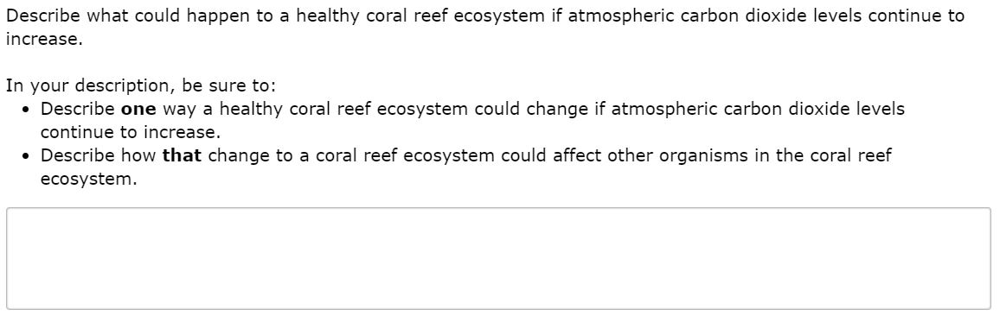 Describe what could happen to a healthy coral reef ecosystem if atmospheric carbon dioxide levels continue to
increase.
In your description, be sure to:
• Describe one way a healthy coral reef ecosystem could change if atmospheric carbon dioxide levels
continue to increase.
• Describe how that change to a coral reef ecosystem could affect other organisms in the coral reef
ecosystem.